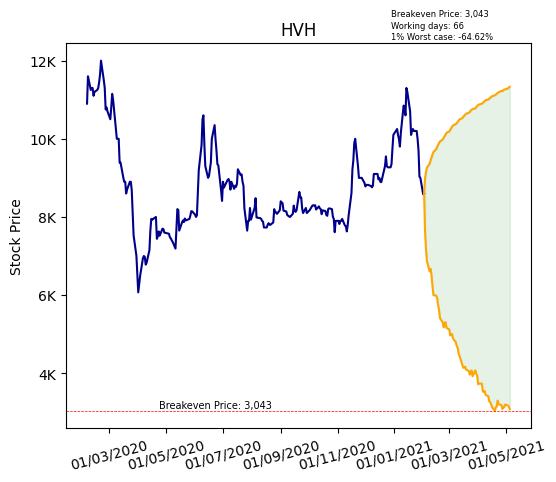 Breakeven Price: 3,043
Working days: 66
1% Worst case: -64.62%
HVH
Stock Price
12K
10K
8K
6K
4K
Breakeven Price: 3,043
01/03/2020
01/05/2020
01/07/2020
01/09/2020
01/11/2020
01/01/2021
01/03/2021
01/05/2021